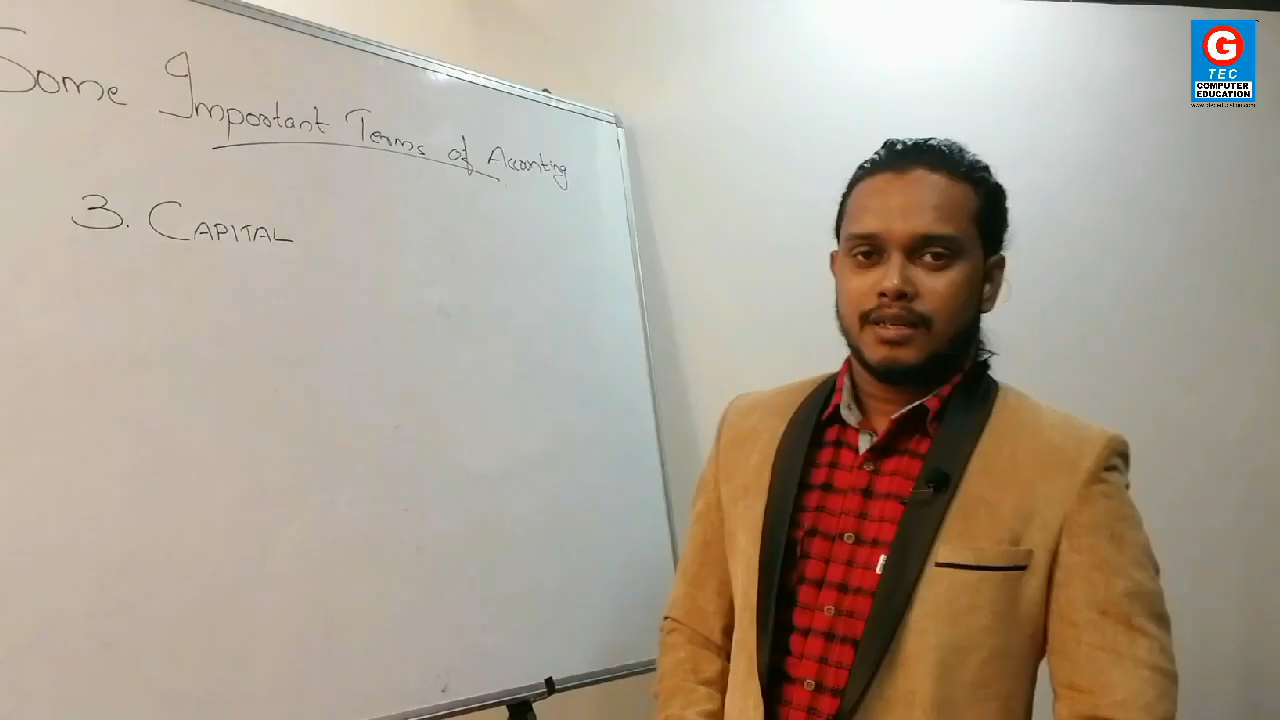 Some Important Terms of Accounting
3. CAPITAL
G
TEC
COMPUTER
EDUCATION